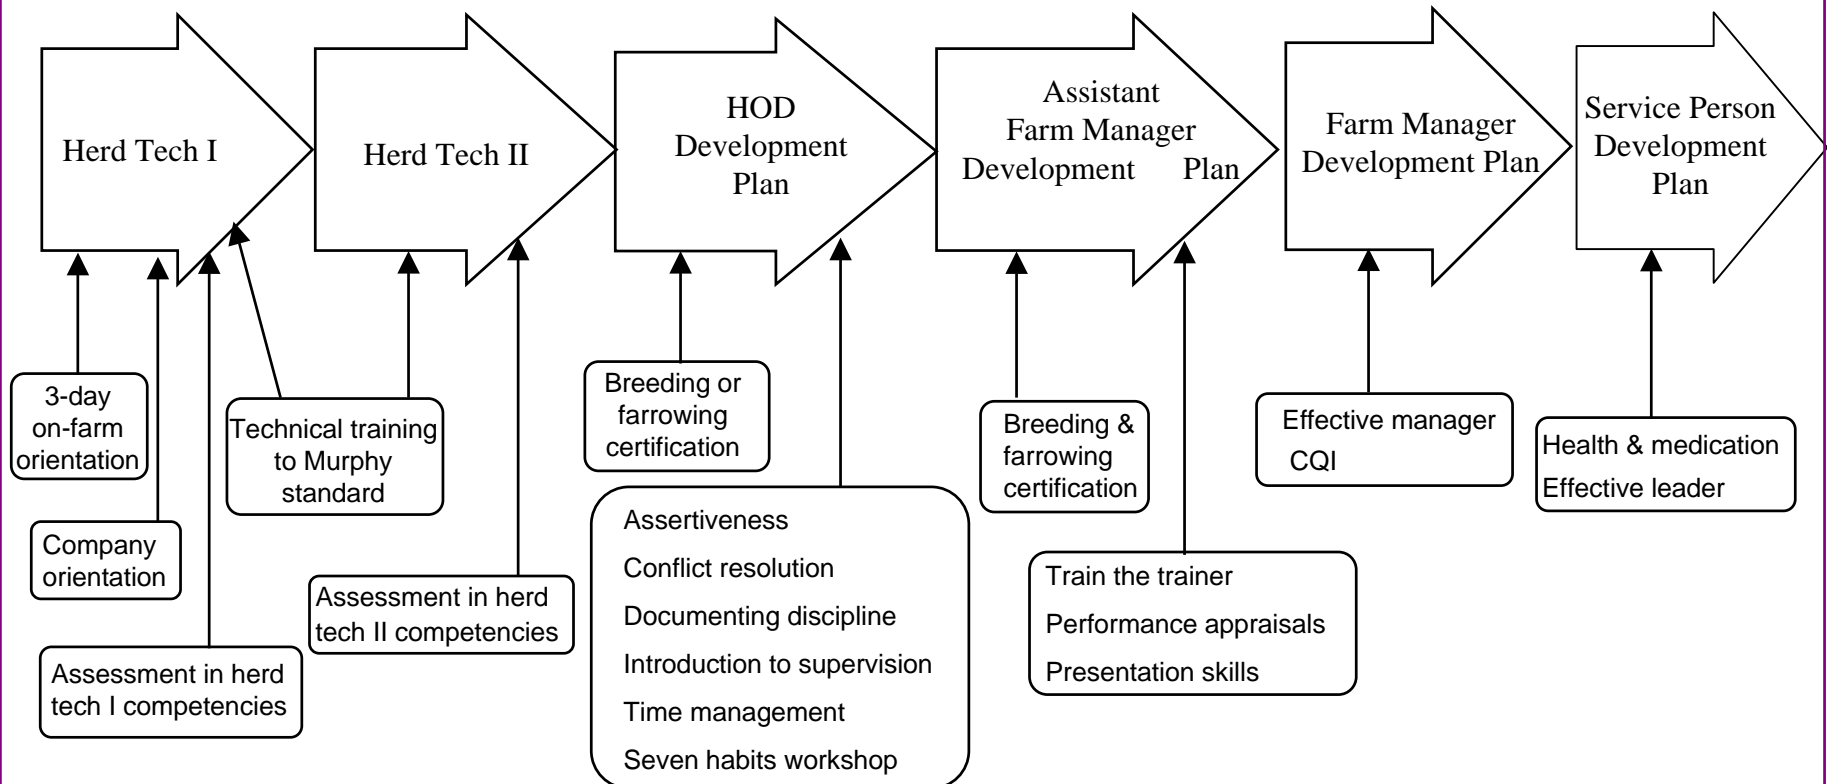 Herd Tech I
Herd Tech II
HOD
Development
Plan
Assistant
Farm Manager
Development Plan
Farm Manager
Development Plan
Service Person
Development
Plan
3-day
on-farm
orientation
Company
orientation
Assessment in herd
tech I competencies
Technical training
to Murphy
standard
Assessment in herd
tech II competencies
Breeding or
farrowing
certification
Assertiveness
Conflict resolution
Documenting discipline
Introduction to supervision
Time management
Seven habits workshop
Breeding &
farrowing
certification
Train the trainer
Performance appraisals
Presentation skills
Effective manager
CQI
Health & medication
Effective leader